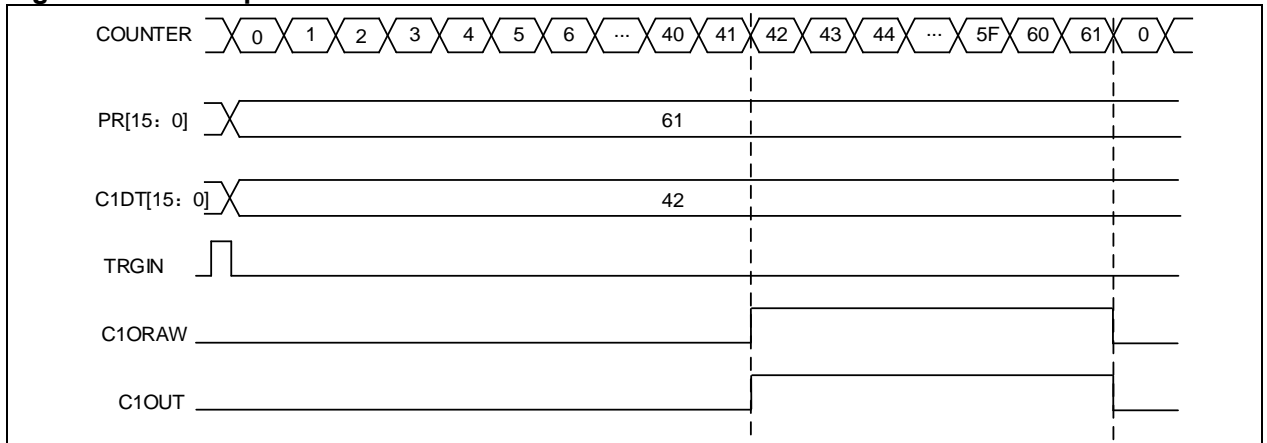 COUNTER 0 1 2 3 4 5 6 ... 40 41 42 43 44 ... 5F 60 61 0
PR[15：0] 61
C1DT[15：0] 42
TRGIN
C1ORAW
C1OUT